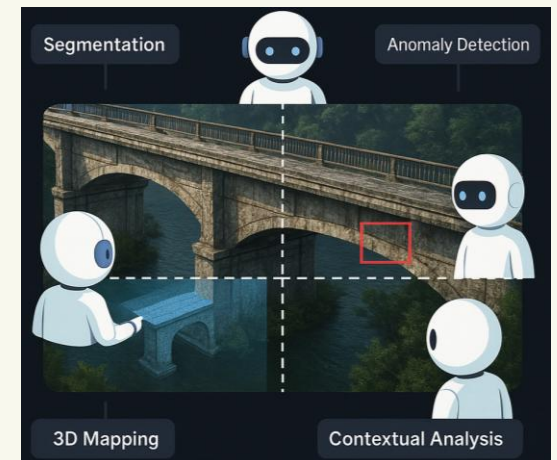 Segmentation
Anomaly Detection
3D Mapping
Contextual Analysis